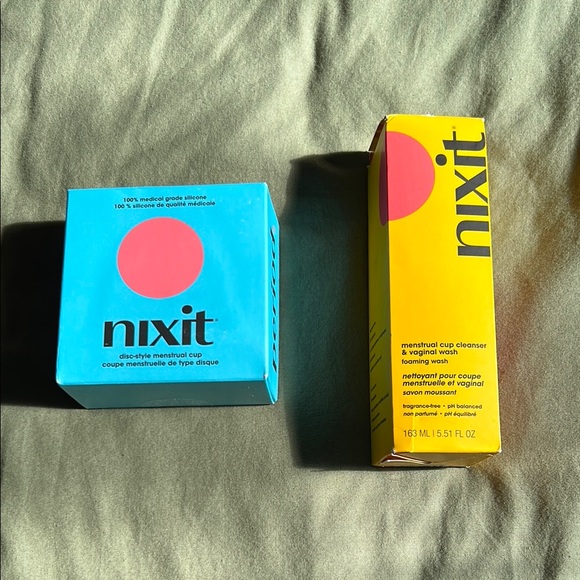 100% medical grade silicone
100 % silicone de qualité médicale
nixit
disc-style menstrual cup
coupe menstruelle de type disque
period
nixit
menstrual cup cleanser
& vaginal wash
foaming wash
nettoyant pour coupe
menstruelle et vaginal
savon moussant
fragrance-free • pH balanced
non parfumé • pH équilibré
163 ML | 5.51 FL OZ